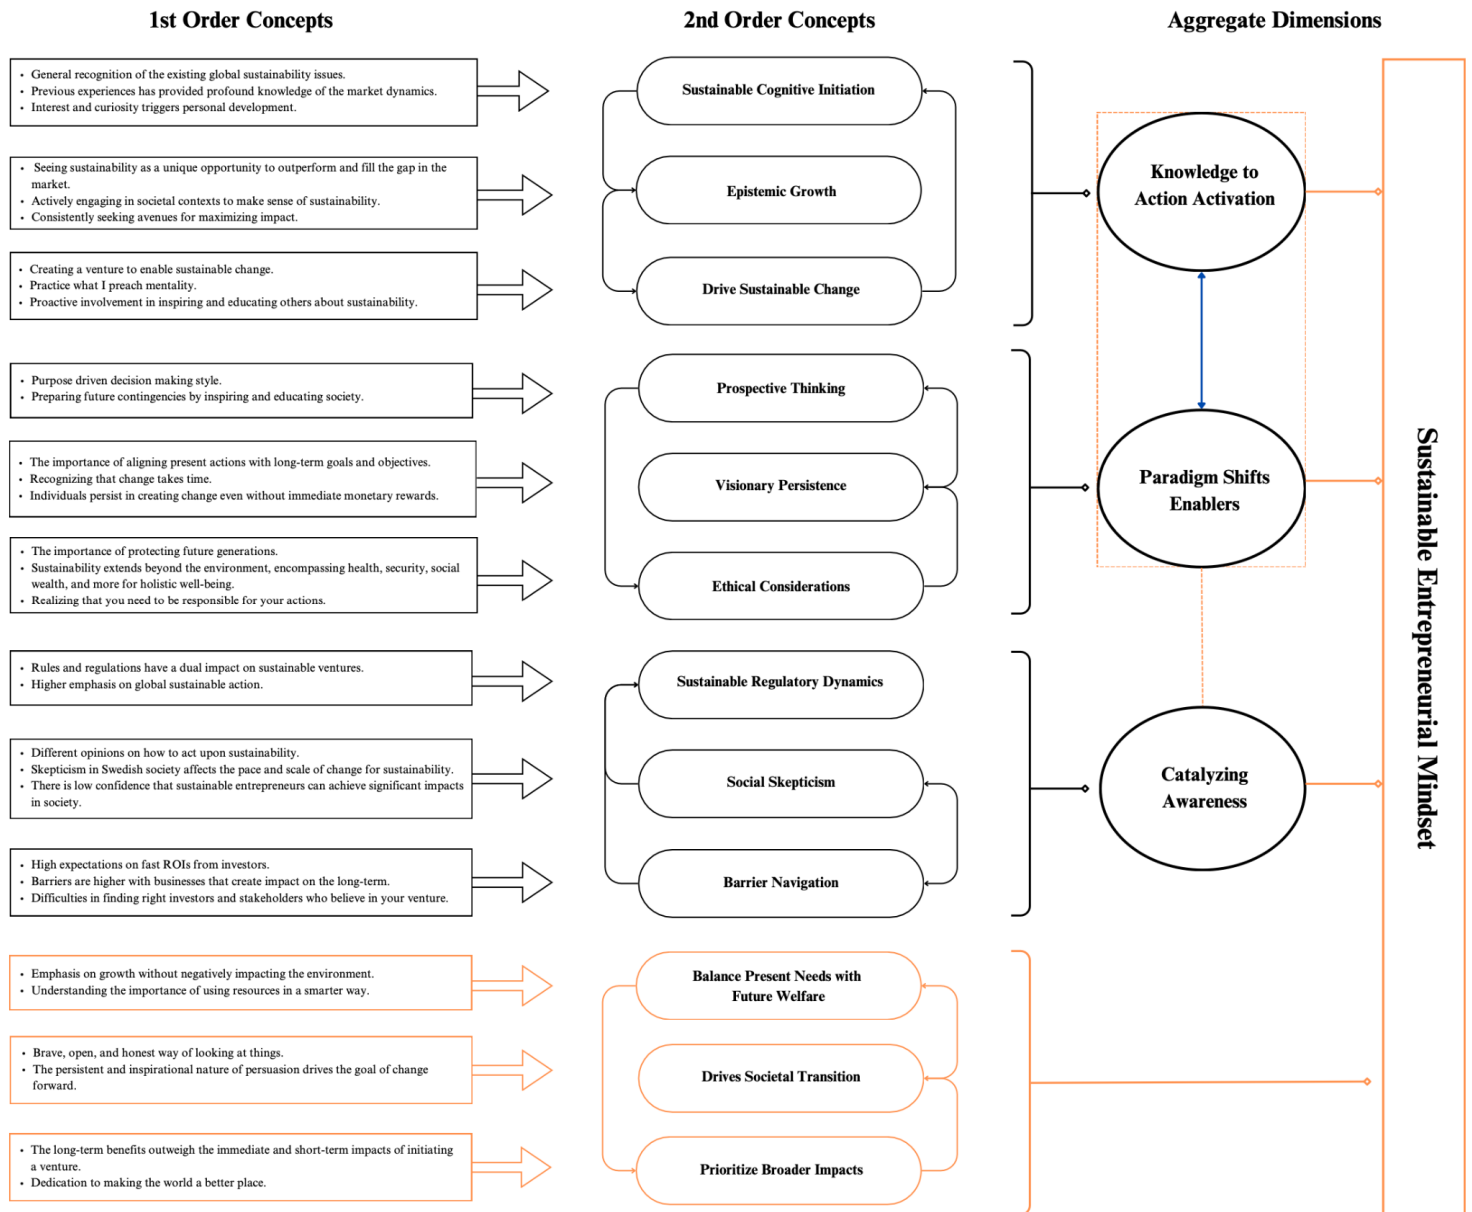 1st Order Concepts
2nd Order Concepts
Aggregate Dimensions
• General recognition of the existing global sustainability issues.
• Previous experiences has provided profound knowledge of the market dynamics.
• Interest and curiosity triggers personal development.
Sustainable Cognitive Initiation
• Seeing sustainability as a unique opportunity to outperform and fill the gap in the
market.
• Actively engaging in societal contexts to make sense of sustainability.
• Consistently seeking avenues for maximizing impact.
Epistemic Growth
• Creating a venture to enable sustainable change.
• Practice what I preach mentality.
• Proactive involvement in inspiring and educating others about sustainability.
Drive Sustainable Change
Knowledge to
Action Activation
• Purpose driven decision making style.
• Preparing future contingencies by inspiring and educating society.
Prospective Thinking
• The importance of aligning present actions with long-term goals and objectives.
• Recognizing that change takes time.
• Individuals persist in creating change even without immediate monetary rewards.
Visionary Persistence
• The importance of protecting future generations.
• Sustainability extends beyond the environment, encompassing health, security, social
wealth, and more for holistic well-being.
• Realizing that you need to be responsible for your actions.
Ethical Considerations
Paradigm Shifts
Enablers
• Rules and regulations have a dual impact on sustainable ventures.
• Higher emphasis on global sustainable action.
Sustainable Regulatory Dynamics
• Different opinions on how to act upon sustainability.
• Skepticism in Swedish society affects the pace and scale of change for sustainability.
• There is low confidence that sustainable entrepreneurs can achieve significant impacts
in society.
Social Skepticism
• High expectations on fast ROIs from investors.
• Barriers are higher with businesses that create impact on the long-term.
• Difficulties in finding right investors and stakeholders who believe in your venture.
Barrier Navigation
Catalyzing
Awareness
• Emphasis on growth without negatively impacting the environment.
• Understanding the importance of using resources in a smarter way.
Balance Present Needs with
Future Welfare
• Brave, open, and honest way of looking at things.
• The persistent and inspirational nature of persuasion drives the goal of change
forward.
Drives Societal Transition
• The long-term benefits outweigh the immediate and short-term impacts of initiating
a venture.
• Dedication to making the world a better place.
Prioritize Broader Impacts
Sustainable Entrepreneurial Mindset